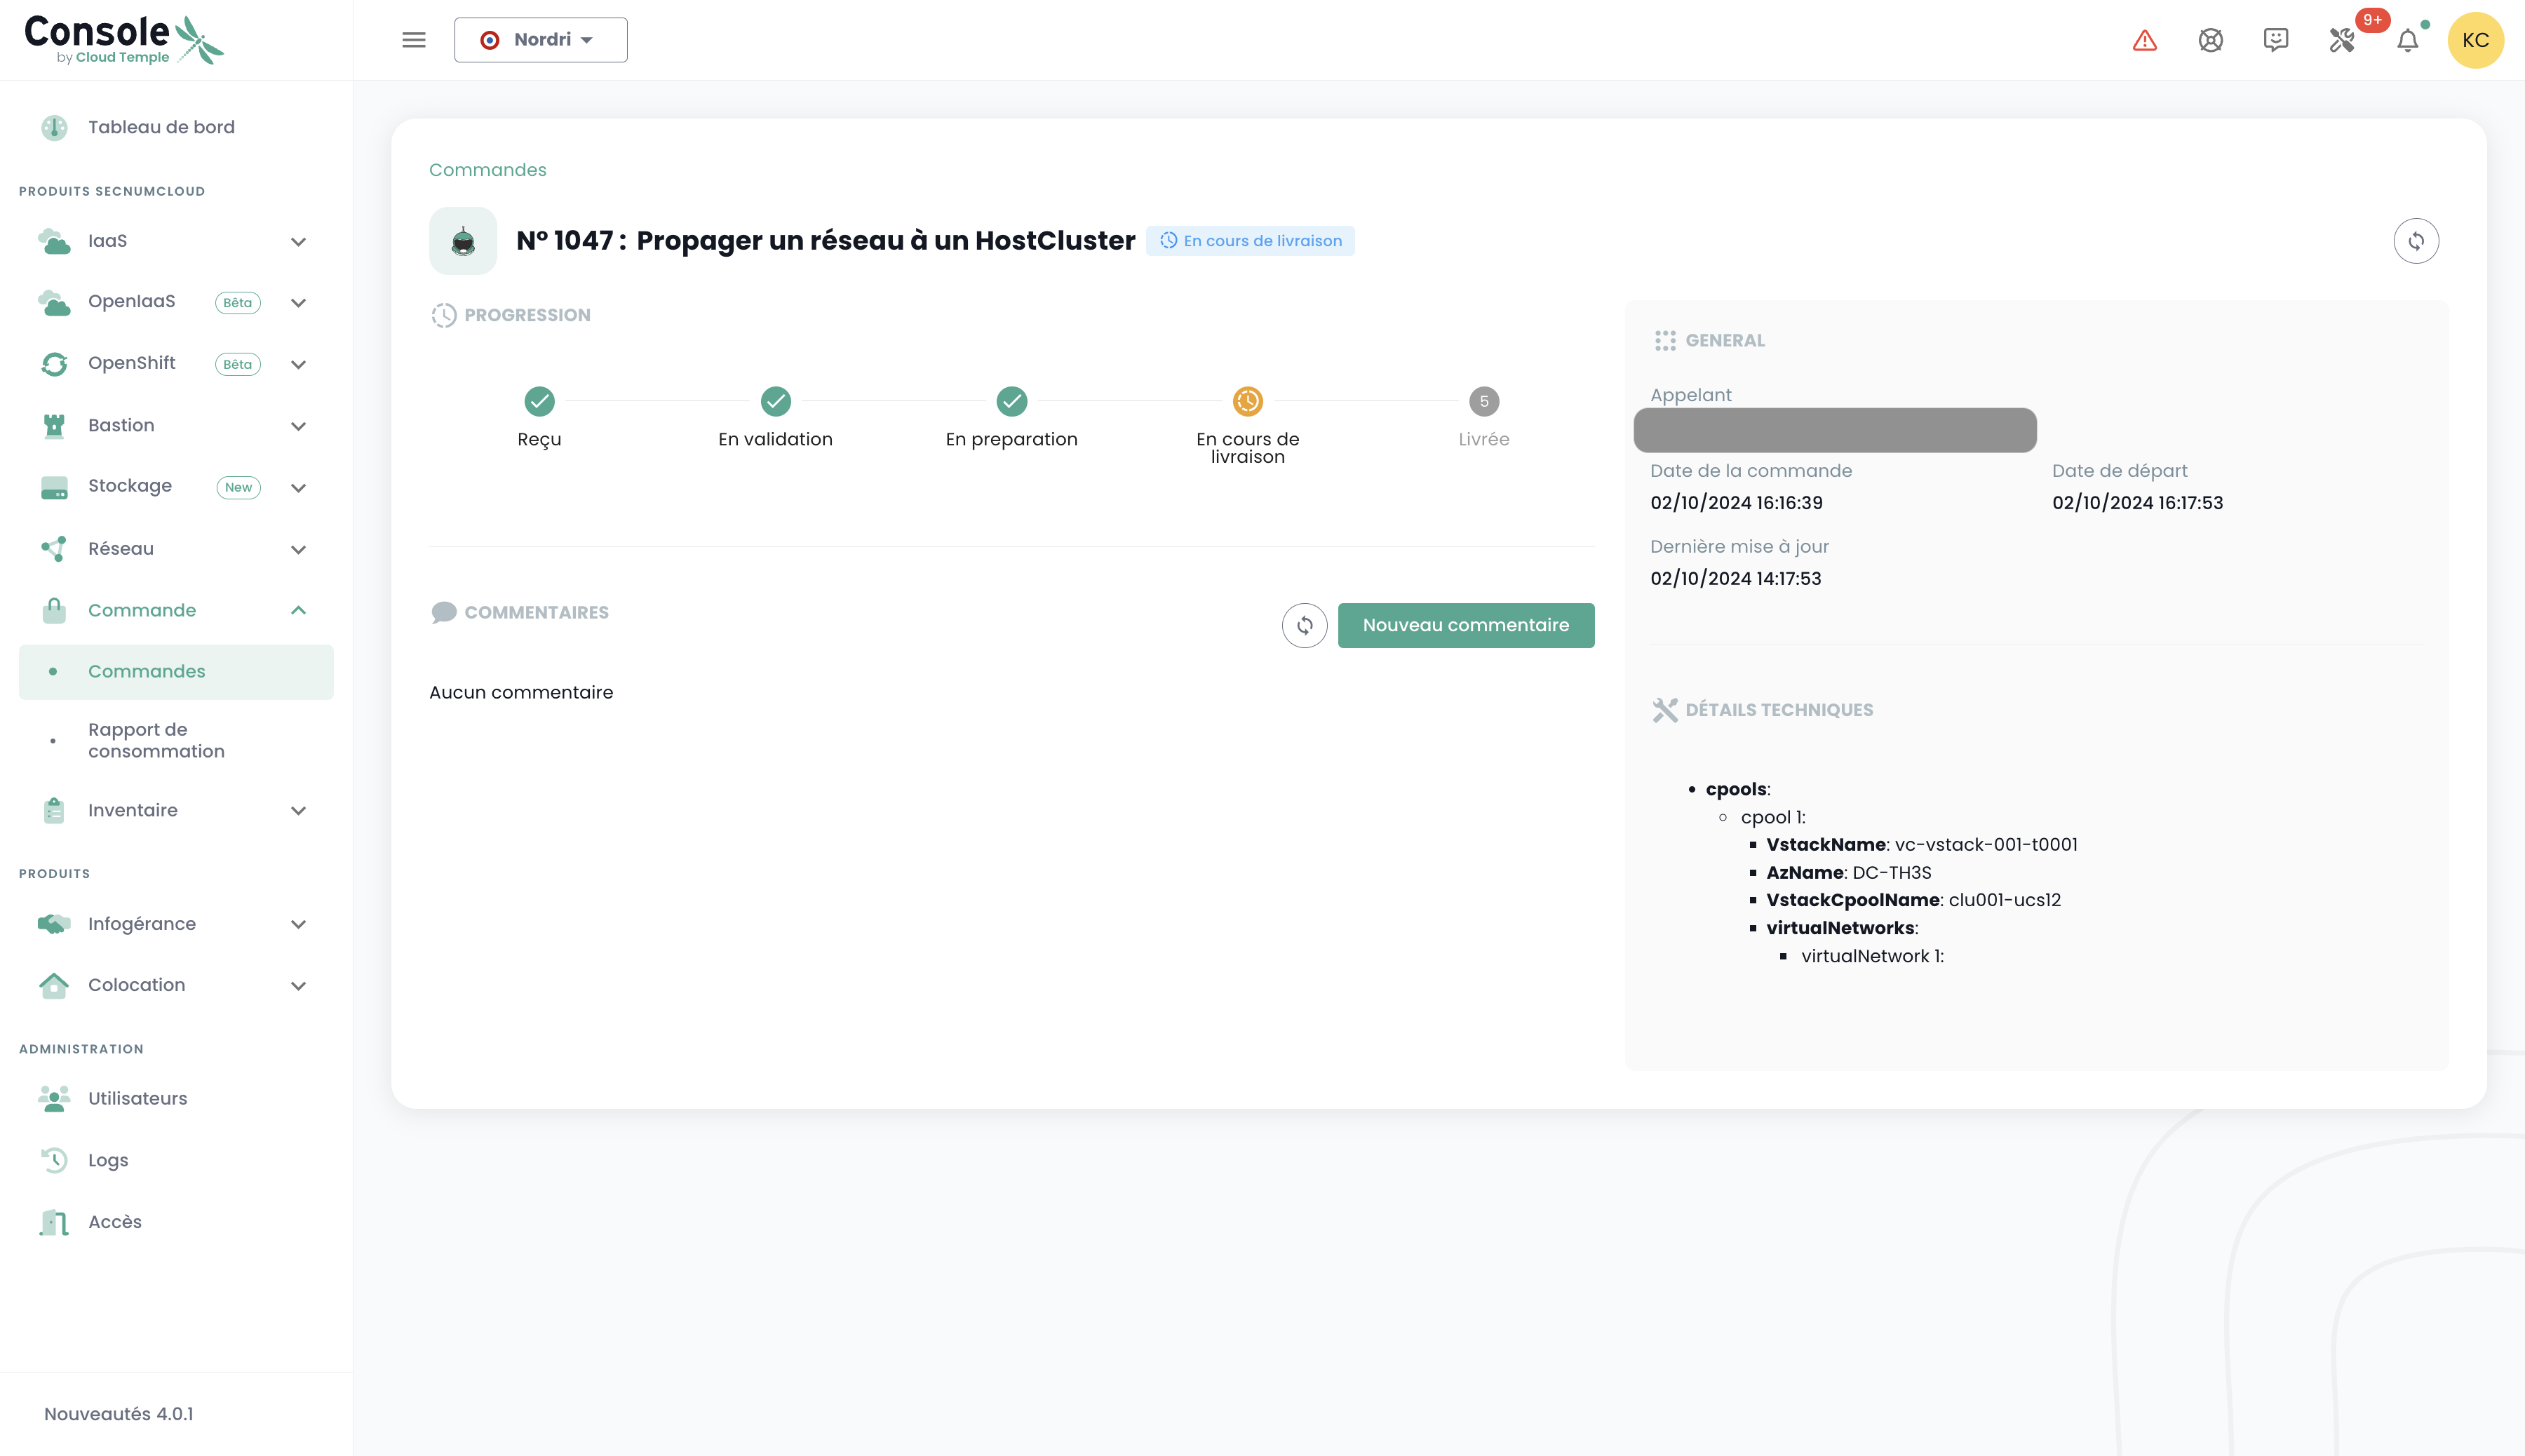 Console
by Cloud Temple
Nordri
9+
KC
Tableau de bord
PRODUITS SECNUMCLOUD
IaaS
OpenIaaS Bêta
OpenShift Bêta
Bastion
Stockage New
Réseau
Commande
Commandes
Rapport de
consommation
Inventaire
PRODUITS
Infogérance
Colocation
ADMINISTRATION
Utilisateurs
Logs
Accès
Nouveautés 4.0.1
Commandes
N° 1047 : Propager un réseau à un HostCluster En cours de livraison
PROGRESSION
Reçu
En validation
En préparation
En cours de
livraison
5
Livrée
COMMENTAIRES
Nouveau commentaire
Aucun commentaire
GENERAL
Appelant
Date de la commande
02/10/2024 16:16:39
Date de départ
02/10/2024 16:17:53
Dernière mise à jour
02/10/2024 14:17:53
DÉTAILS TECHNIQUES
cpools:
cpool 1:
VstackName: vc-vstack-001-t0001
AzName: DC-TH3S
VstackCpoolName: clu001-ucs12
virtualNetworks:
virtualNetwork 1: